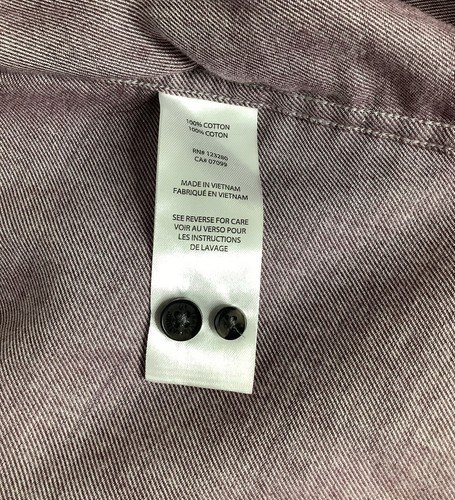 100% COTTON
100% COTON
RN# 123280
CA# 07099
MADE IN VIETNAM
FABRIQUÉ EN VIETNAM
SEE REVERSE FOR CARE
VOIR AU VERSO POUR
LES INSTRUCTIONS
DE LAVAGE